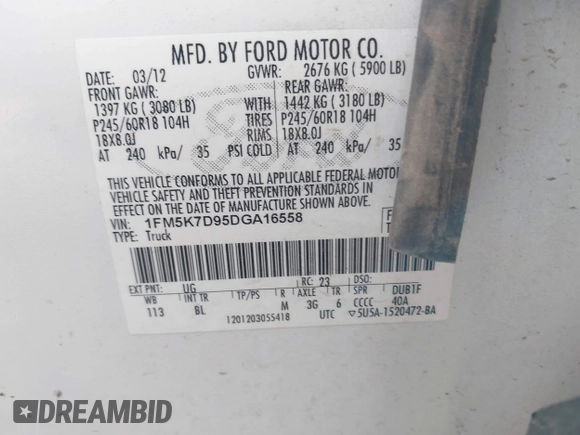 MFD. BY FORD MOTOR CO.
DATE: 03/12 GVWR: 2676 KG (5900 LB)
FRONT GAWR: REAR GAWR:
1397 KG (3080 LB) WITH 1442 KG (3180 LB)
P245/60R18 104H TIRES P245/60R18 104H
18X8.0J RIMS 18X8.0J
AT 240 kPa/ 35 PSI COLD AT 240 kPa/ 35
THIS VEHICLE CONFORMS TO ALL APPLICABLE FEDERAL MOTOR
VEHICLE SAFETY AND THEFT PREVENTION STANDARDS IN
EFFECT ON THE DATE OF MANUFACTURE SHOWN ABOVE.
VIN: 1FM5K7D95DGA16558
TYPE: Truck
EXT PNT: UG RC: 23 DSO:
WB INT TR TP/PS R AXLE TR SPR DUB1F
113 BL M 3G 6 CCCC 40A
1201203055418 UTC 5U5A-1520472-BA
DREAMBID